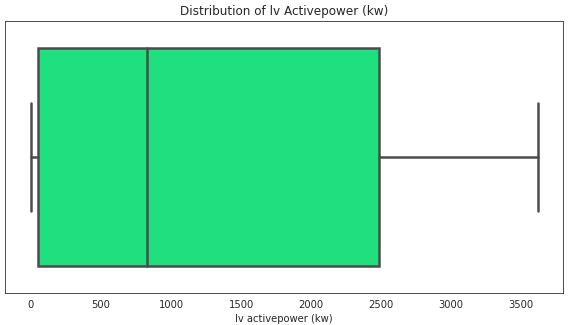 Distribution of lv Activepower (kw)
0 500 1000 1500 2000 2500 3000 3500
lv activepower (kw)